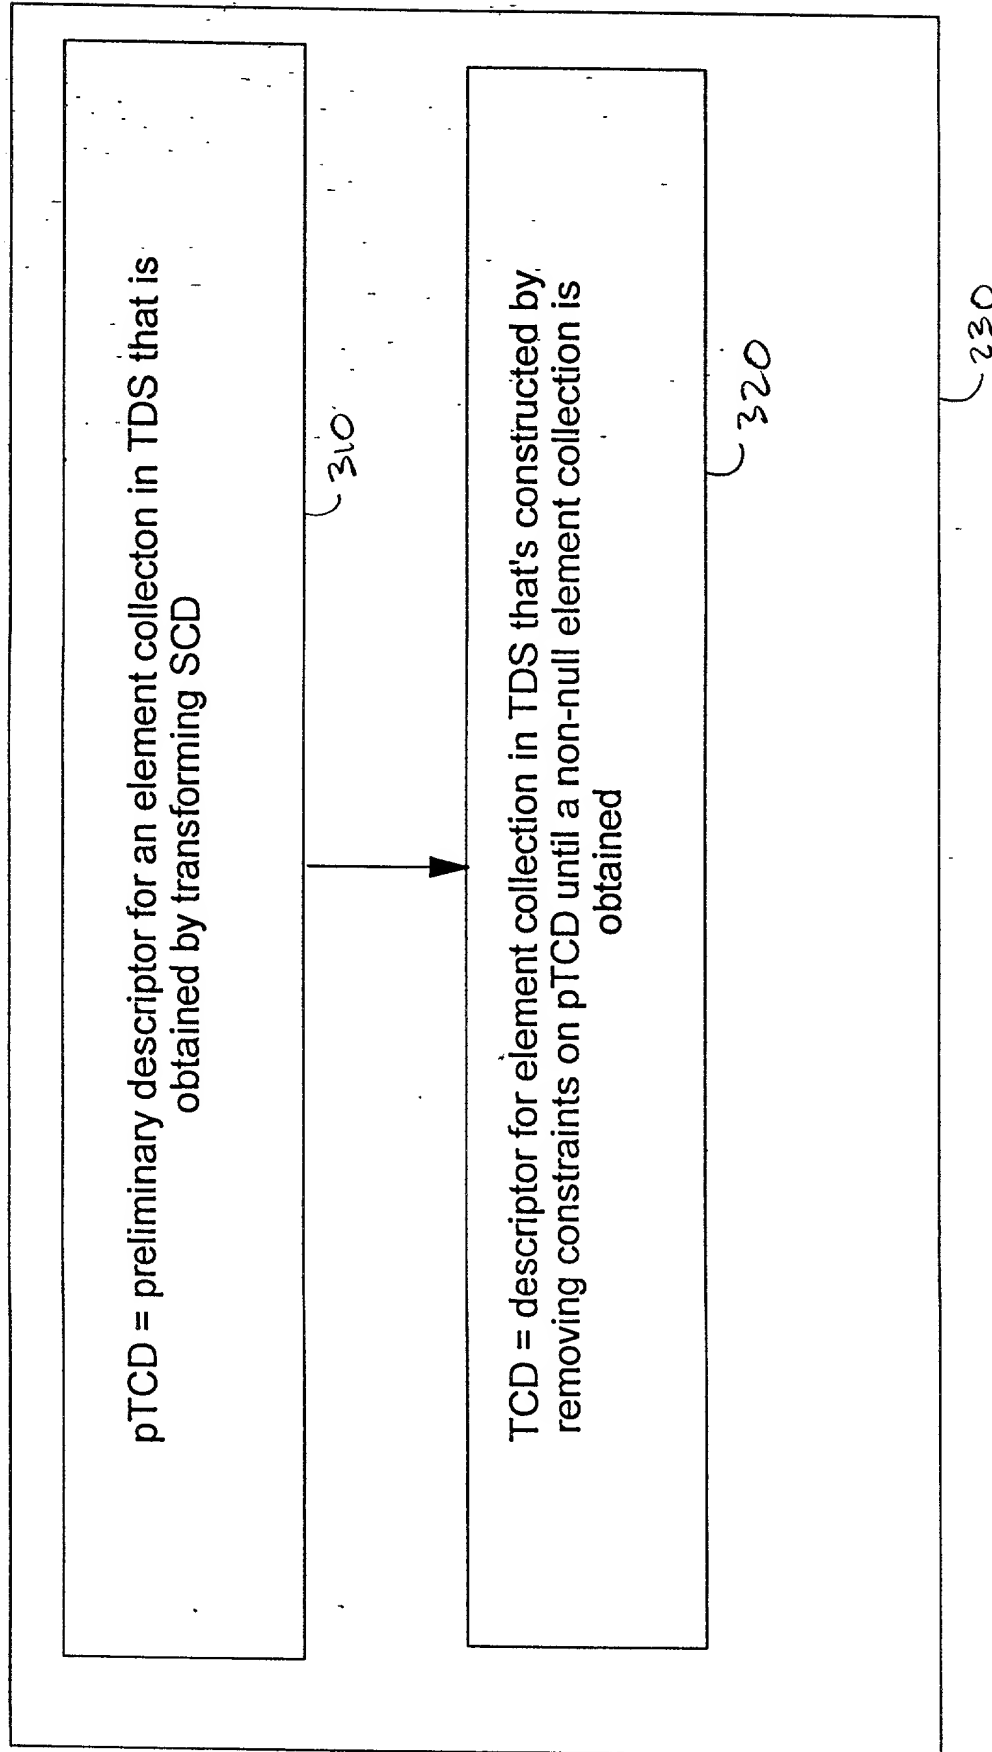 pTCD = preliminary descriptor for an element collecton in TDS that is
obtained by transforming SCD
310
TCD = descriptor for element collection in TDS that's constructed by
removing constraints on pTCD until a non-null element collection is
obtained
320
230